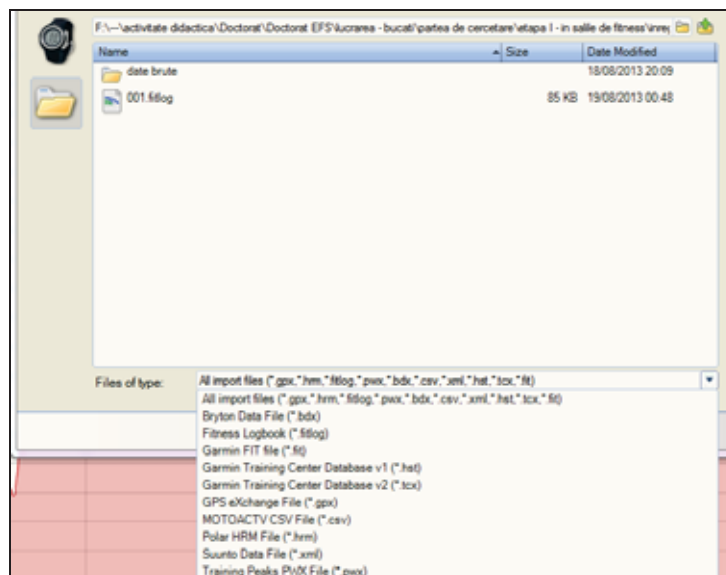 F:\---\activitate didactica\Doctorat\Doctorat EFS\lucrarea - bucati\partea de cercetare\etapa I - in salile de fitness\inreg
Name Size Date Modified
date brute 18/08/2013 20:09
001.fitlog 85 KB 19/08/2013 00:48
Files of type: All import files (*.gpx,*.hrm,*.fitlog,*.pwx,*.bdx,*.csv,*.xml,*.hst,*.tcx,*.fit)
All import files (*.gpx,*.hrm,*.fitlog,*.pwx,*.bdx,*.csv,*.xml,*.hst,*.tcx,*.fit)
Bryton Data File (*.bdx)
Fitness Logbook (*.fitlog)
Garmin FIT file (*.fit)
Garmin Training Center Database v1 (*.hst)
Garmin Training Center Database v2 (*.tcx)
GPS eXchange File (*.gpx)
MOTOACTV CSV File (*.csv)
Polar HRM File (*.hrm)
Suunto Data File (*.xml)
Training Peaks PWX File (*.pwx)